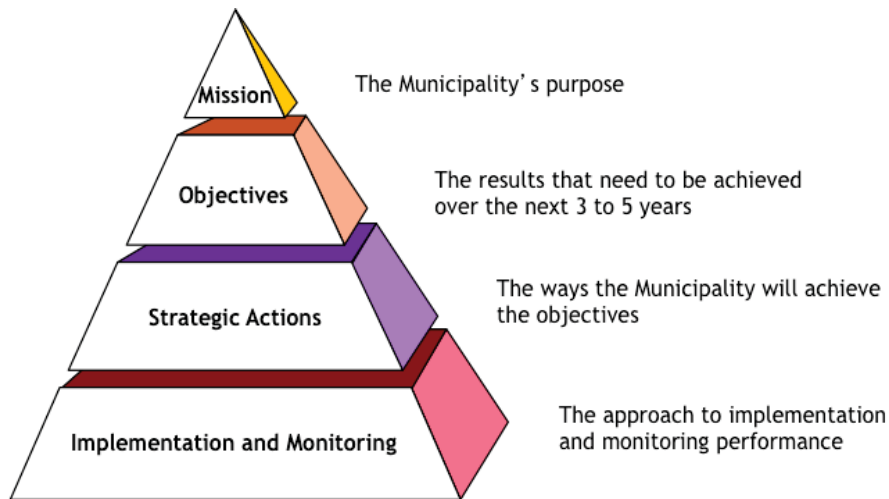 Mission
The Municipality's purpose
Objectives
The results that need to be achieved
over the next 3 to 5 years
Strategic Actions
The ways the Municipality will achieve
the objectives
Implementation and Monitoring
The approach to implementation
and monitoring performance